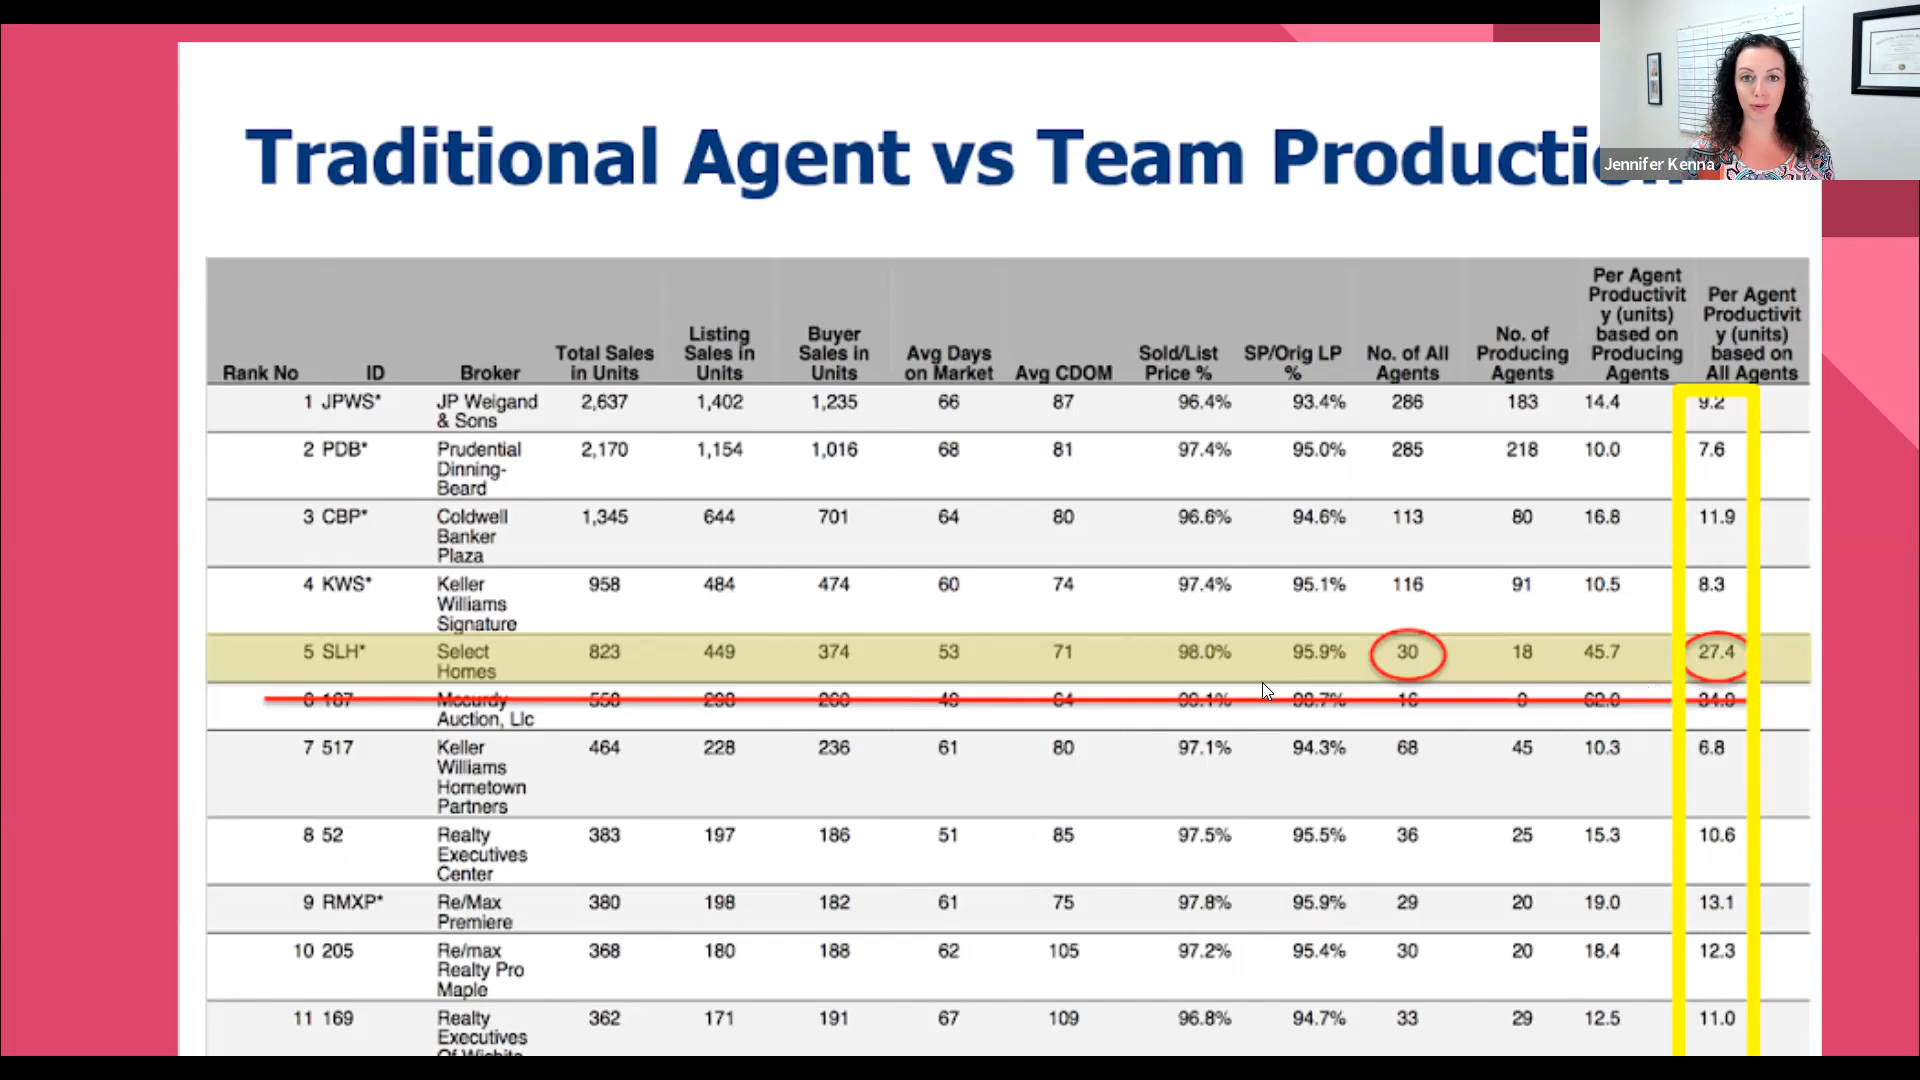 Traditional Agent vs Team Production
Jennifer Kenna
Rank No ID Broker Total Sales in Units Listing Sales in Units Buyer Sales in Units Avg Days on Market Avg CDOM Sold/List Price % SP/Orig LP % No. of All Agents No. of Producing Agents Per Agent Productivit y (units) based on Producing Agents Per Agent Productivit y (units) based on All Agents
1 JPWS* JP Weigand & Sons 2,637 1,402 1,235 66 87 96.4% 93.4% 286 183 14.4 9.2
2 PDB* Prudential Dinning-Beard 2,170 1,154 1,016 68 81 97.4% 95.0% 285 218 10.0 7.6
3 CBP* Coldwell Banker Plaza 1,345 644 701 64 80 96.6% 94.6% 113 80 16.8 11.9
4 KWS* Keller Williams Signature 958 484 474 60 74 97.4% 95.1% 116 91 10.5 8.3
5 SLH* Select Homes 823 449 374 53 71 98.0% 95.9% 30 18 45.7 27.4
Mccurdy Auction, Llc
7 517 Keller Williams Hometown Partners 464 228 236 61 80 97.1% 94.3% 68 45 10.3 6.8
8 52 Realty Executives Center 383 197 186 51 85 97.5% 95.5% 36 25 15.3 10.6
9 RMXP* Re/Max Premiere 380 198 182 61 75 97.8% 95.9% 29 20 19.0 13.1
10 205 Re/max Realty Pro Maple 368 180 188 62 105 97.2% 95.4% 30 20 18.4 12.3
11 169 Realty Executives 362 171 191 67 109 96.8% 94.7% 33 29 12.5 11.0